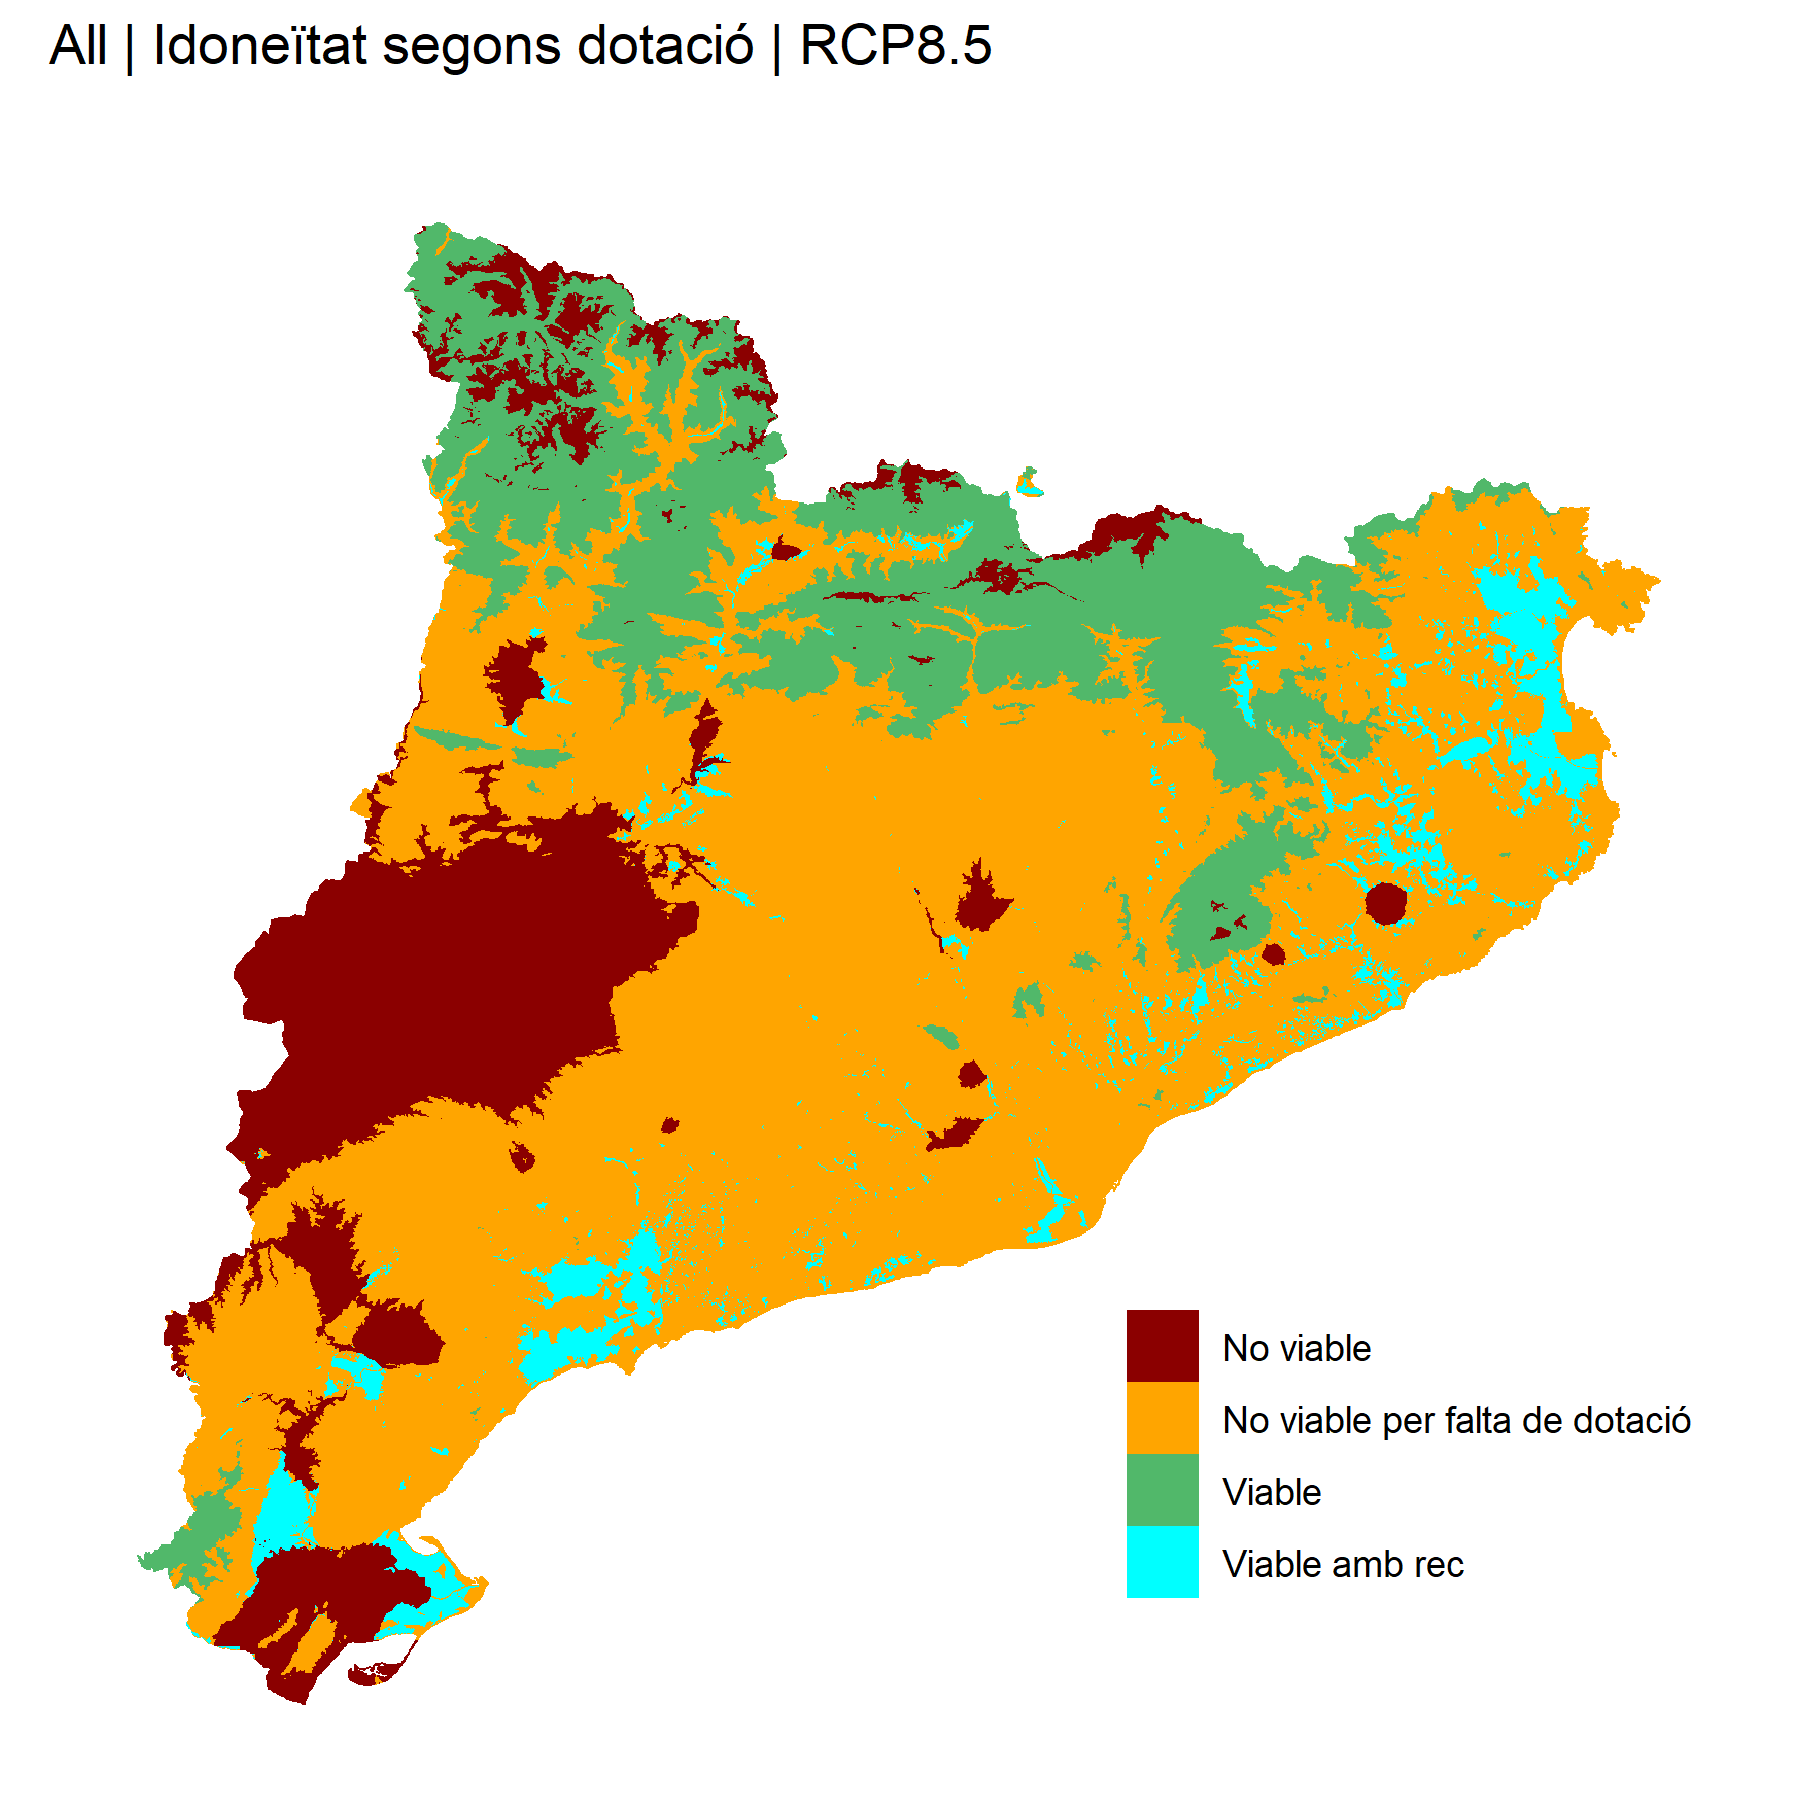 All | Idoneïtat segons dotació | RCP8.5
No viable
No viable per falta de dotació
Viable
Viable amb rec